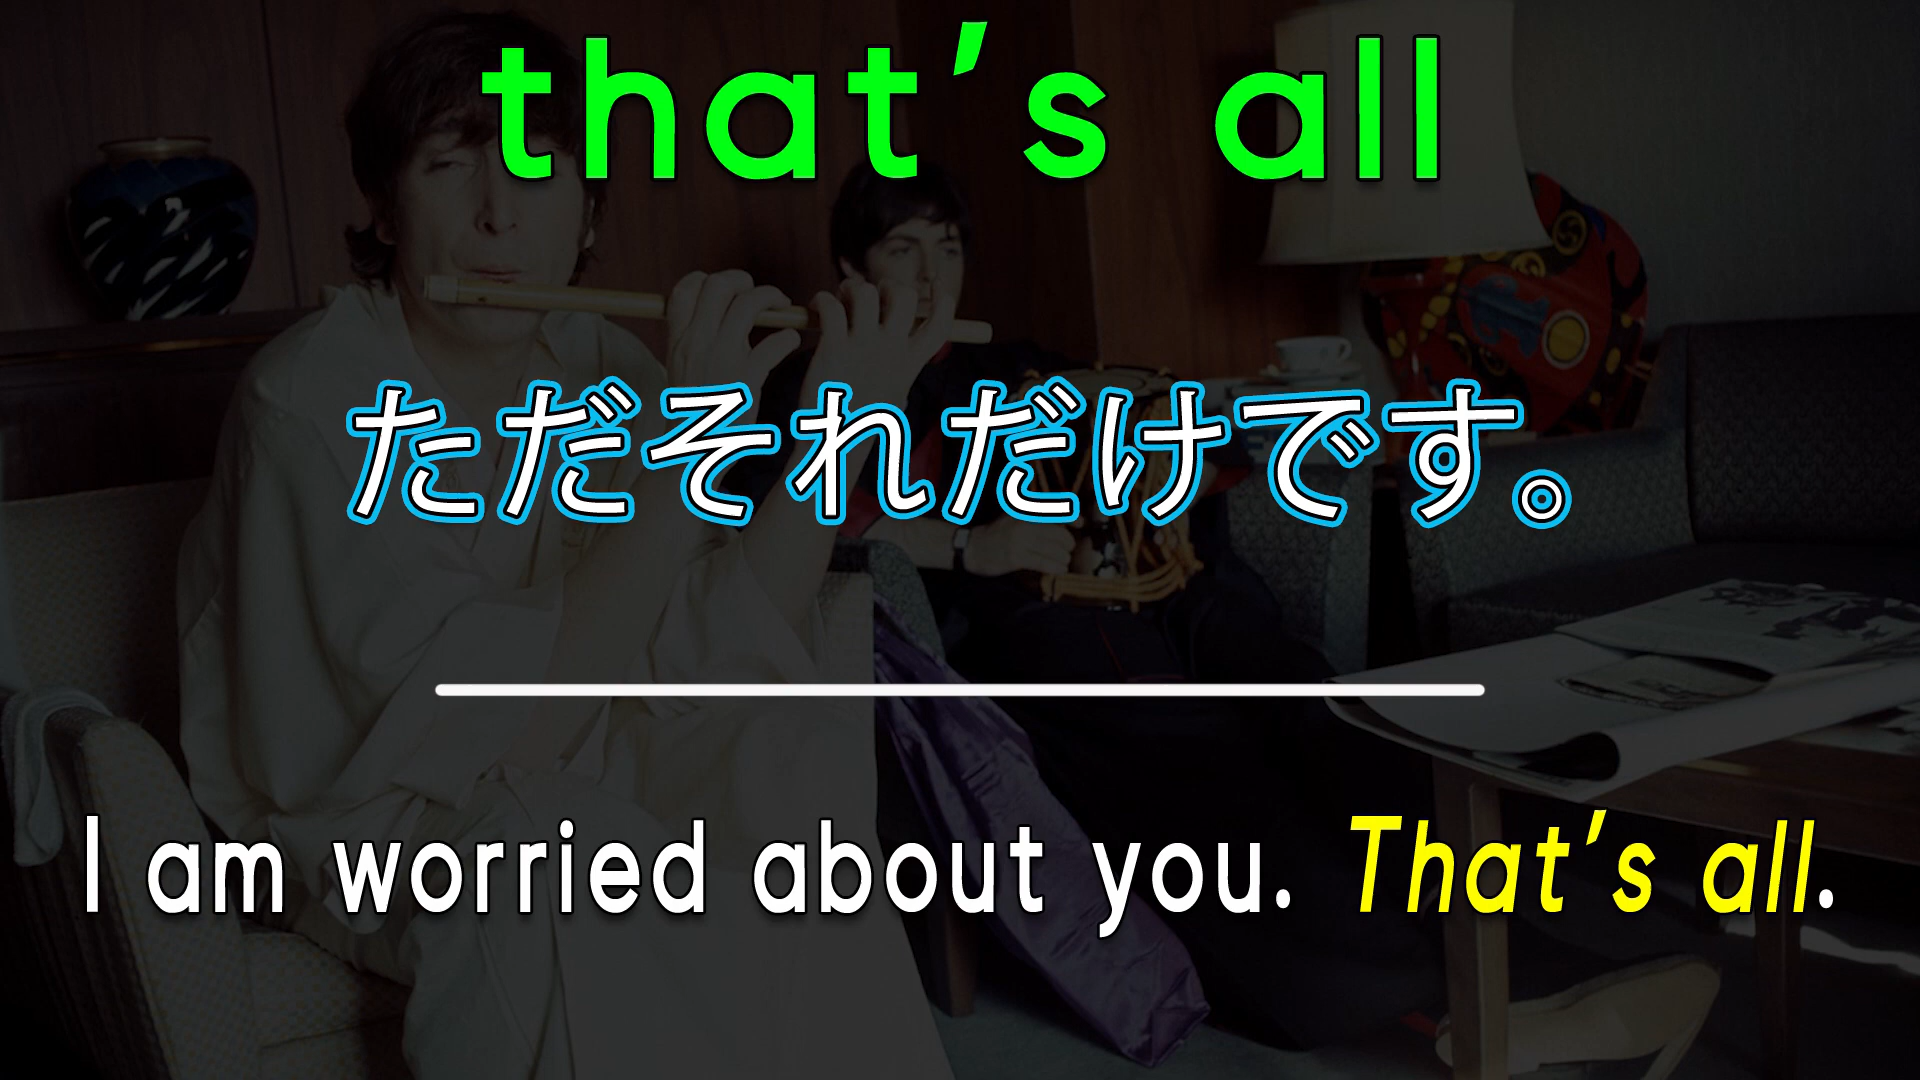 that's all
ただそれだけです。
I am worried about you. That's all.